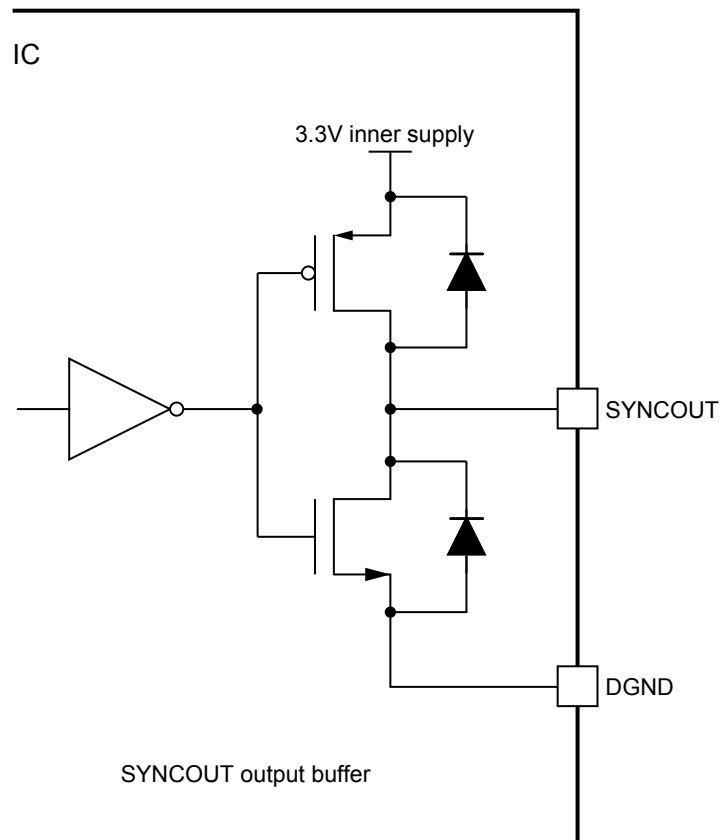 IC
3.3V inner supply
SYNCOUT
DGND
SYNCOUT output buffer